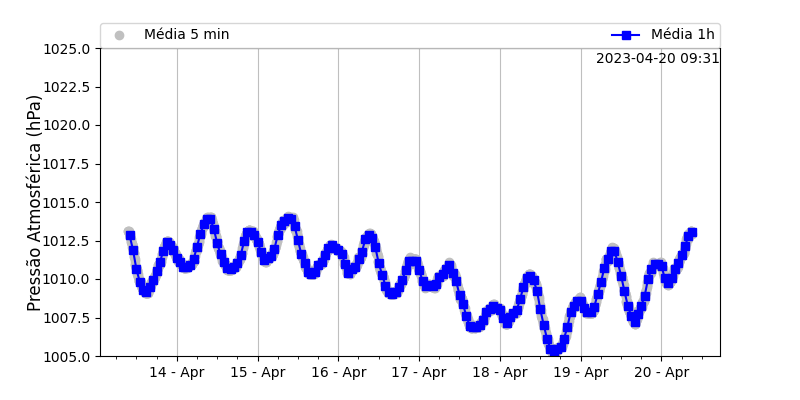 Média 5 min
Média 1h
2023-04-20 09:31
Pressão Atmosférica (hPa)
1025.0
1022.5
1020.0
1017.5
1015.0
1012.5
1010.0
1007.5
1005.0
14 - Apr
15 - Apr
16 - Apr
17 - Apr
18 - Apr
19 - Apr
20 - Apr